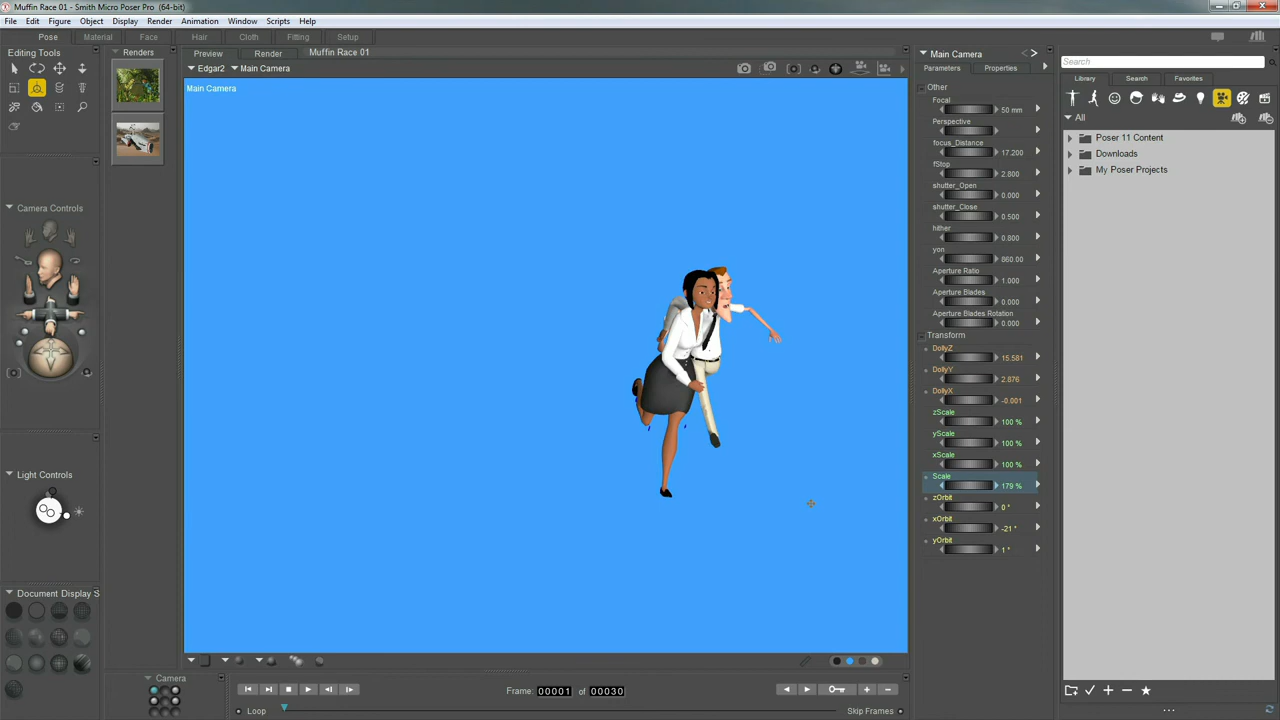 Muffin Race 01 - Smith Micro Poser Pro (64-bit)
File Edit Figure Object Display Render Animation Window Scripts Help
Pose Material Face Hair Cloth Fitting Setup
Editing Tools
Renders
Preview Render Muffin Race 01
Edgar2 Main Camera
Main Camera
Camera Controls
Light Controls
Document Display S
Camera
Frame: 00001 of 00030
Loop
Skip Frames
Main Camera
Parameters Properties
Other
Focal
50 mm
Perspective
focus_Distance
17.200
fStop
2.800
shutter_Open
0.000
shutter_Close
0.500
hither
0.800
yon
860.00
Aperture Ratio
1.000
Aperture Blades
0.000
Aperture Blades Rotation
0.000
Transform
DollyZ
15.581
DollyY
2.876
DollyX
-0.001
zScale
100 %
yScale
100 %
xScale
100 %
Scale
179 %
zOrbit
0 °
xOrbit
-21 °
yOrbit
1 °
Search
Library Search Favorites
All
Poser 11 Content
Downloads
My Poser Projects